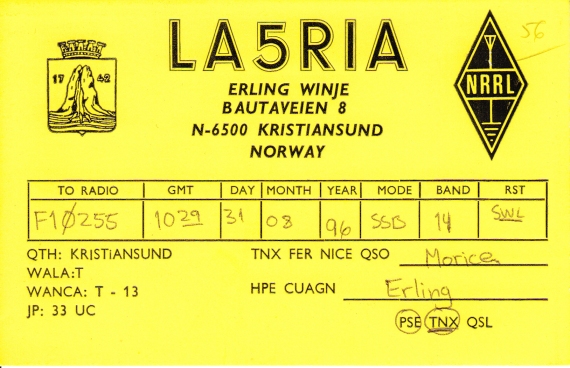 LA5RIA
56
ERLING WINJE
BAUTAVEIEN 8
N-6500 KRISTIANSUND
NORWAY
17 42
NRRL
TO RADIO GMT DAY MONTH YEAR MODE BAND RST
F1Ø255 1029 31 08 96 SSB 14 SWL
QTH: KRISTIANSUND
WALA:T
WANCA: T - 13
JP: 33 UC
TNX FER NICE QSO Morice
HPE CUAGN Erling
PSE TNX QSL